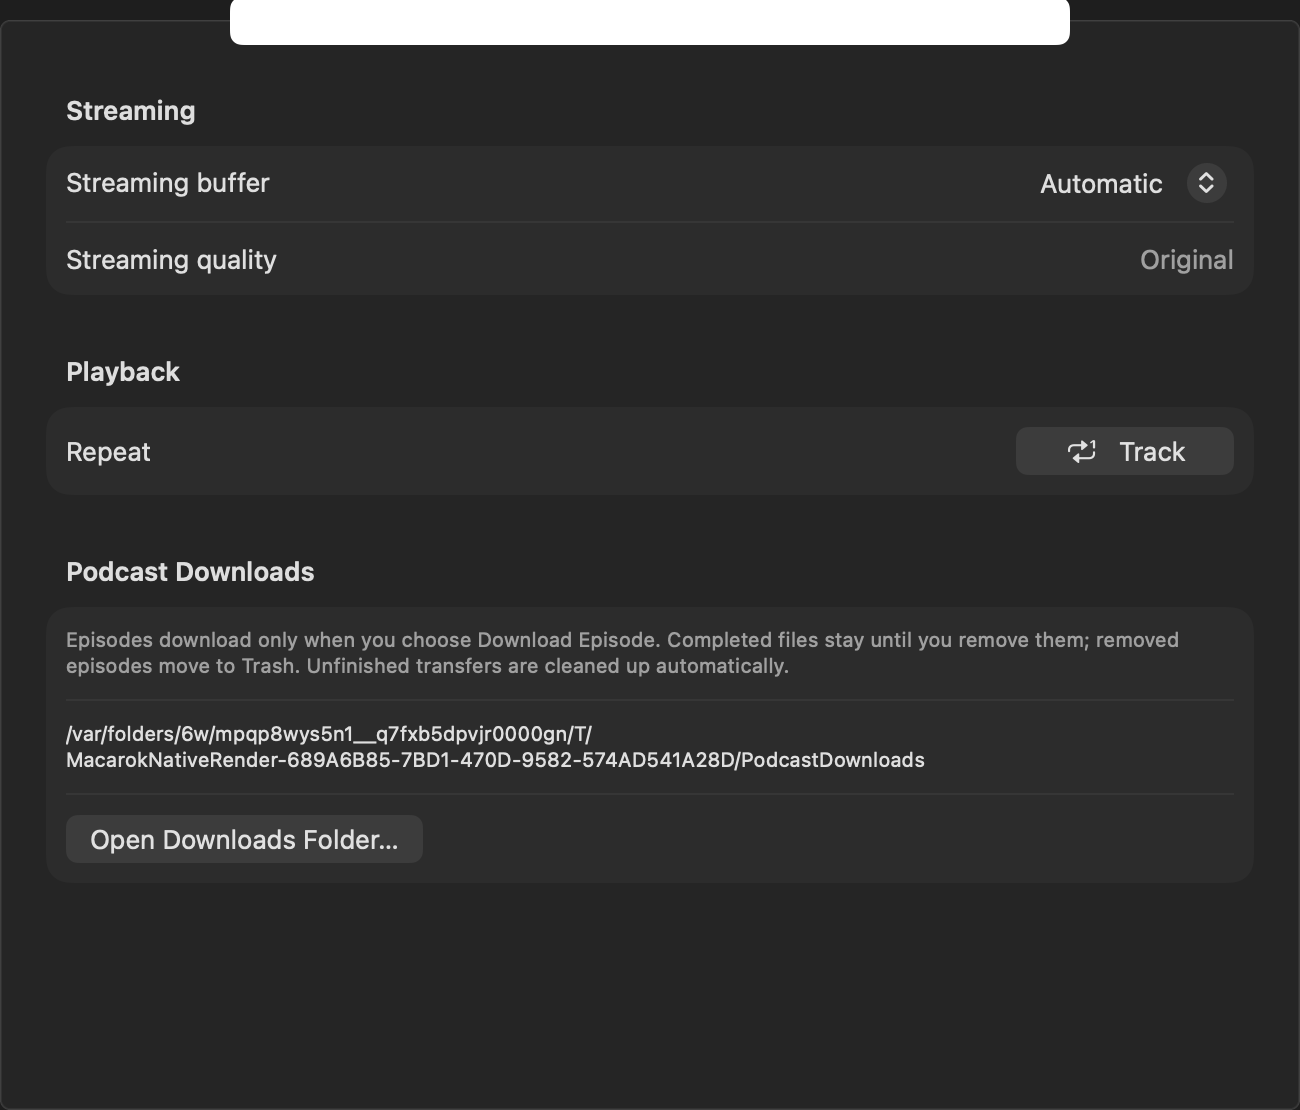 Streaming
Streaming buffer
Automatic
Streaming quality
Original
Playback
Repeat
Track
Podcast Downloads
Episodes download only when you choose Download Episode. Completed files stay until you remove them; removed
episodes move to Trash. Unfinished transfers are cleaned up automatically.
/var/folders/6w/mpqp8wys5n1__q7fxb5dpvjr0000gn/T/
MacarokNativeRender-689A6B85-7BD1-470D-9582-574AD541A28D/PodcastDownloads
Open Downloads Folder...